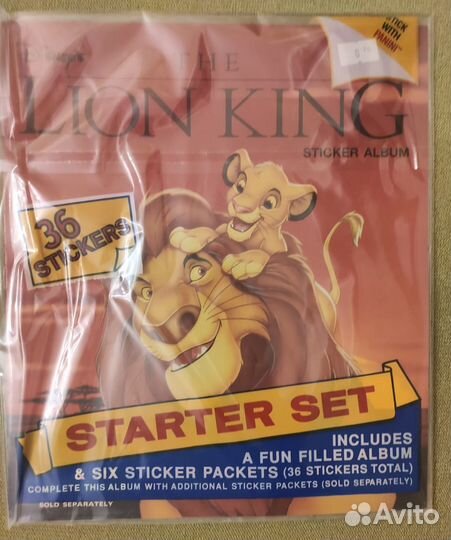 DISNEY'S
STICK
WITH
PANINI
THE
LION KING
STICKER ALBUM
36
STICKERS
STARTER SET
INCLUDES
A FUN FILLED ALBUM
& SIX STICKER PACKETS (36 STICKERS TOTAL)
COMPLETE THIS ALBUM WITH ADDITIONAL STICKER PACKETS (SOLD SEPARATELY)
SOLD SEPARATELY
Avito